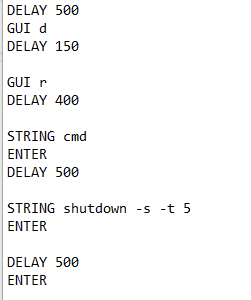 DELAY 500
GUI d
DELAY 150

GUI r
DELAY 400

STRING cmd
ENTER
DELAY 500

STRING shutdown -s -t 5
ENTER

DELAY 500
ENTER